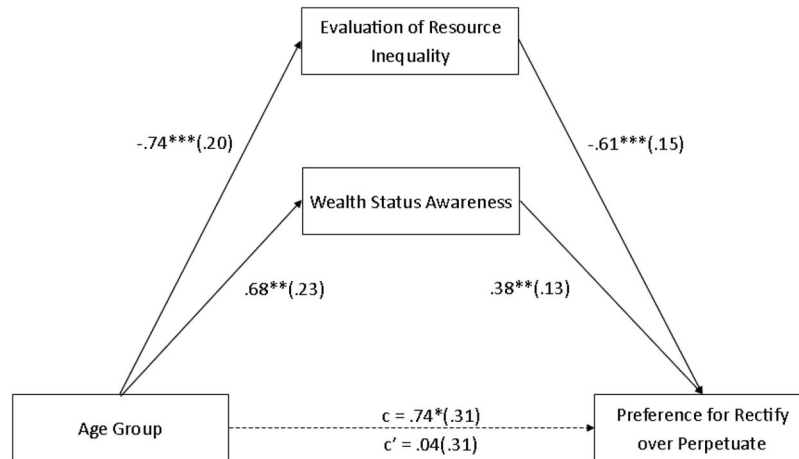 Evaluation of Resource
Inequality
-.74***(.20)
-.61***(.15)
Wealth Status Awareness
.68**(.23)
.38**(.13)
Age Group
c = .74*(.31)
c’ = .04(.31)
Preference for Rectify
over Perpetuate